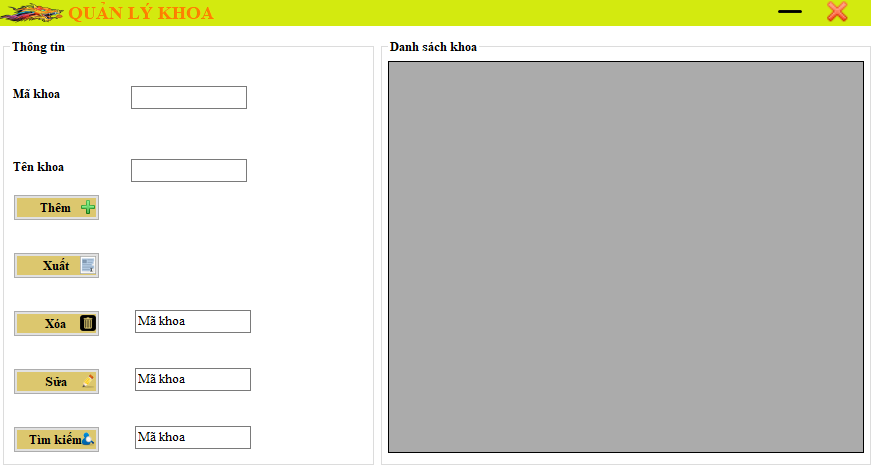 QUẢN LÝ KHOA
Thông tin
Mã khoa
Tên khoa
Thêm
Xuất
Xóa Mã khoa
Sửa Mã khoa
Tìm kiếm Mã khoa
Danh sách khoa